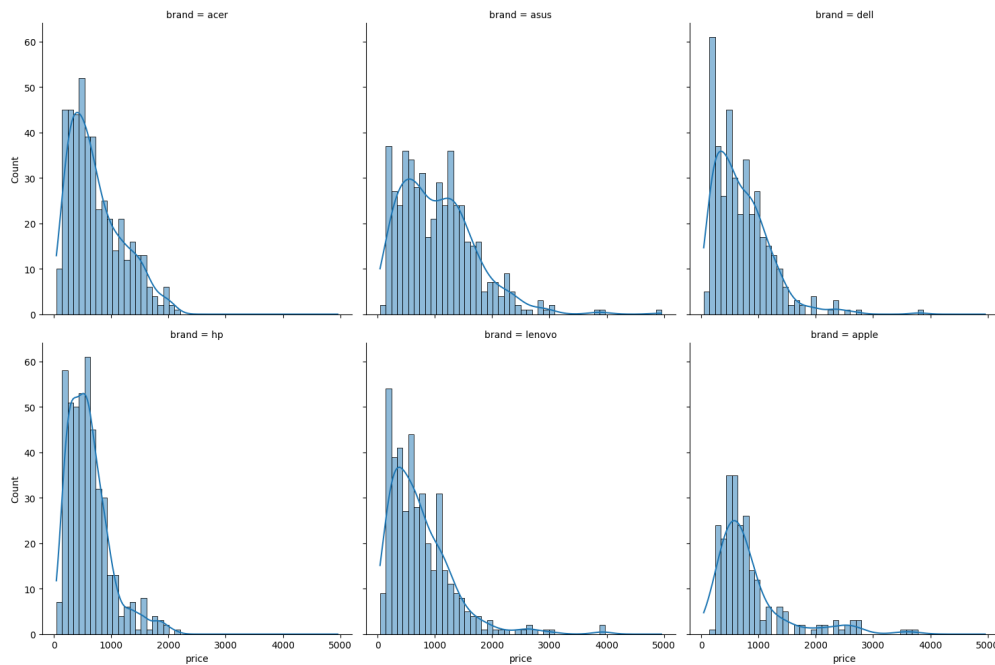 brand = acer
brand = asus
brand = dell
60
50
40
30
20
10
0
Count
brand = hp
brand = lenovo
brand = apple
60
50
40
30
20
10
0
Count
0 1000 2000 3000 4000 5000
0 1000 2000 3000 4000 5000
0 1000 2000 3000 4000 5000
price
price
price